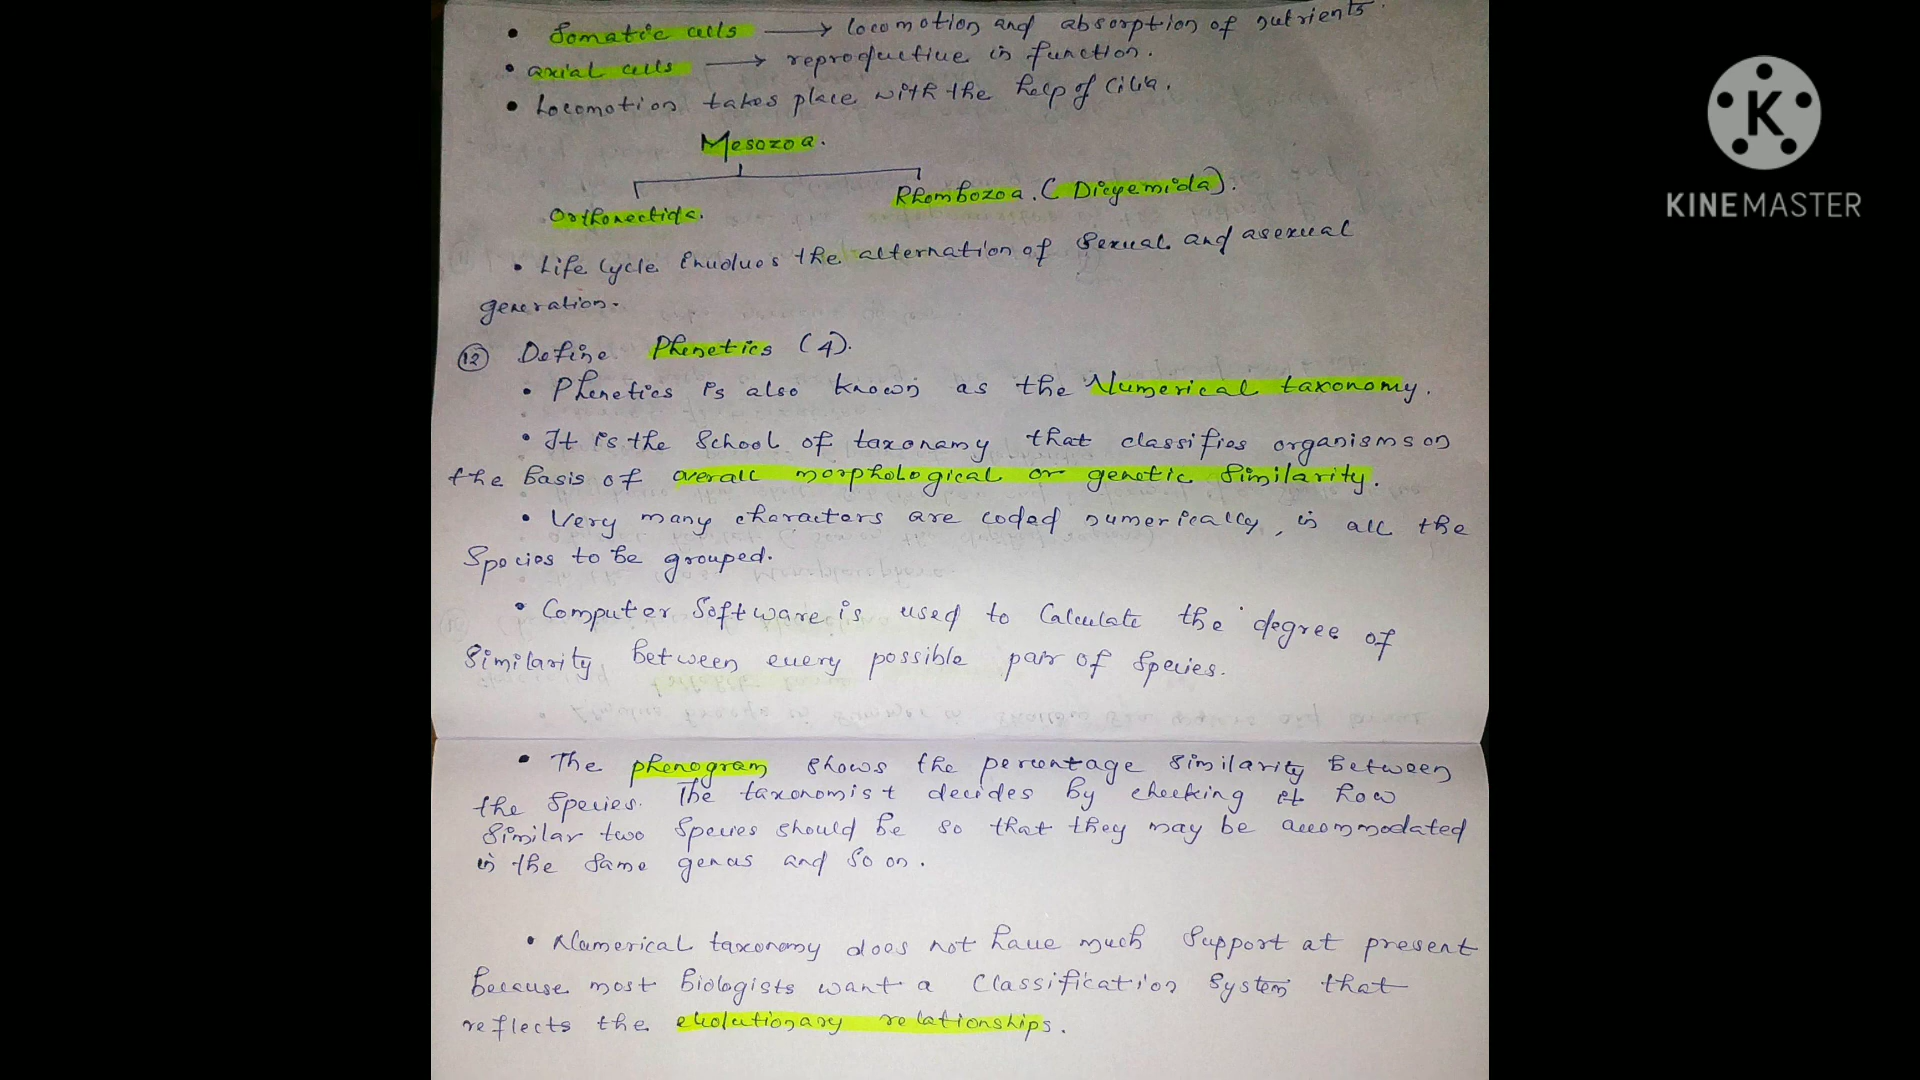 • Somatic cells → locomotion and absorption of nutrients.
• axial cells → reproductive in function.
• Locomotion takes place with the help of Cilia.
Mesozoa.
Orthonectida.
Rhombozoa. (Dicyemida).
• Life Cycle involves the alternation of sexual and asexual
generation.
(12) Define Phenetics (4).
• Phenetics is also known as the Numerical taxonomy.
• It is the School of taxonamy that classifies organisms on
the basis of overall morphological or genetic Similarity.
• Very many characters are coded numerically, in all the
Species to be grouped.
• Computer Software is used to Calculate the degree of
Similarity between every possible pair of species.
• The phenogram shows the percentage similarity between
the species. The taxonomist decides by checking how
similar two species should be so that they may be accommodated
in the same genus and so on.
• Numerical taxonomy does not have much support at present
because most biologists want a Classification system that
reflects the evolutionary relationships.
K
KINEMASTER